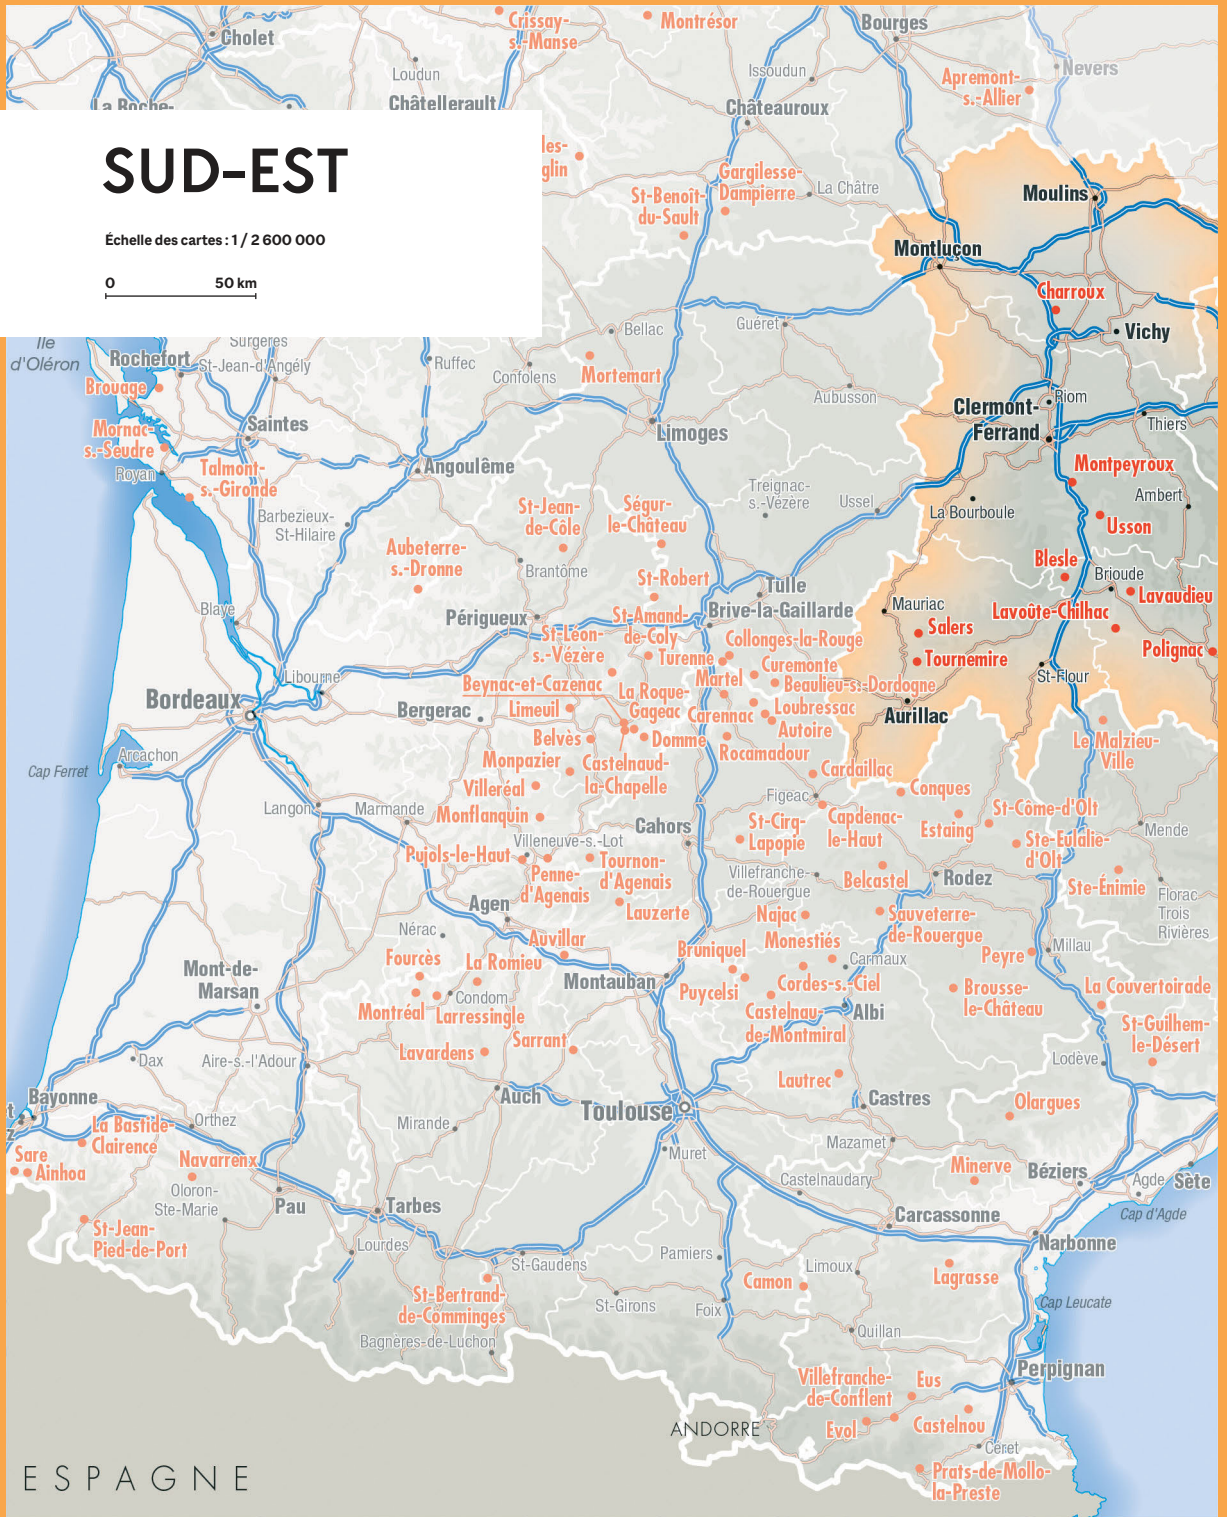 Cholet
Crissay-
s.-Manse
Montrésor
Bourges
Loudun
Issoudun
Nevers
Apremont-
s.-Allier
La Roche-
Châtellerault
Châteauroux
SUD-EST
Échelle des cartes : 1 / 2 600 000
0
50 km
les-
glin
Gargilesse-
Dampierre
La Châtre
St-Benoît-
du-Sault
Moulins
Montluçon
Charroux
Vichy
Île
d'Oléron
Surgères
Rochefort
St-Jean-d'Angély
Brouage
Ruffec
Confolens
Bellac
Guéret
Mortemart
Aubusson
Riom
Clermont-
Ferrand
Thiers
Mornac-
s.-Seudre
Saintes
Limoges
Royan
Talmont-
s.-Gironde
Angoulême
Montpeyroux
Treignac-
s.-Vézère
Ussel
La Bourboule
Ambert
Usson
Barbezieux-
St-Hilaire
St-Jean-
de-Côle
Ségur-
le-Château
Aubeterre-
s.-Dronne
Brantôme
St-Robert
Tulle
Blesle
Brioude
Lavaudieu
Blaye
Périgueux
St-Amand-
de-Coly
Brive-la-Gaillarde
Mauriac
Salers
Lavoûte-Chilhac
St-Léon-
s.-Vézère
Turenne
Collonges-la-Rouge
Tournemire
Polignac
Libourne
Beynac-et-Cazenac
Martel
Curemonte
Beaulieu-s.-Dordogne
St-Flour
Bordeaux
Bergerac
Limeuil
La Roque-
Gageac
Carennac
Loubressac
Autoire
Aurillac
Belvès
Domme
Rocamadour
Le Malzieu-
Ville
Cap Ferret
Arcachon
Monpazier
Castelnaud-
la-Chapelle
Cardaillac
Villeréal
Figeac
Conques
Langon
Marmande
Monflanquin
Cahors
St-Cirq-
Lapopie
Capdenac-
le-Haut
Estaing
St-Côme-d'Olt
Mende
Villeneuve-s.-Lot
Pujols-le-Haut
Penne-
d'Agenais
Tournon-
d'Agenais
Ste-Eulalie-
d'Olt
Villefranche-
de-Rouergue
Belcastel
Rodez
Ste-Énimie
Florac
Trois
Rivières
Agen
Lauzerte
Najac
Sauveterre-
de-Rouergue
Nérac
Auvillar
Bruniquel
Monestiés
Millau
Peyre
Fourcès
La Romieu
Carmaux
Mont-de-
Marsan
Montauban
Puycelsi
Cordes-s.-Ciel
Brousse-
le-Château
La Couvertoirade
Condom
Montréal
Larressingle
Castelnau-
de-Montmiral
Albi
St-Guilhem-
le-Désert
Lavardens
Sarrant
Lodève
Dax
Aire-s.-l'Adour
Lautrec
Bayonne
Auch
Toulouse
Castres
Olargues
t
z
La Bastide-
Clairence
Orthez
Mirande
Mazamet
Muret
Sare
Ainhoa
Navarrenx
Castelnaudary
Minerve
Béziers
Agde
Sète
Oloron-
Ste-Marie
Pau
Tarbes
Carcassonne
Cap d'Agde
St-Jean-
Pied-de-Port
Lourdes
Pamiers
Narbonne
St-Gaudens
Limoux
Lagrasse
Camon
St-Bertrand-
de-Comminges
St-Girons
Foix
Cap Leucate
Bagnères-de-Luchon
Quillan
Perpignan
Villefranche-
de-Conflent
Eus
ANDORRE
Evol
Castelnou
Céret
ESPAGNE
Prats-de-Mollo-
la-Preste